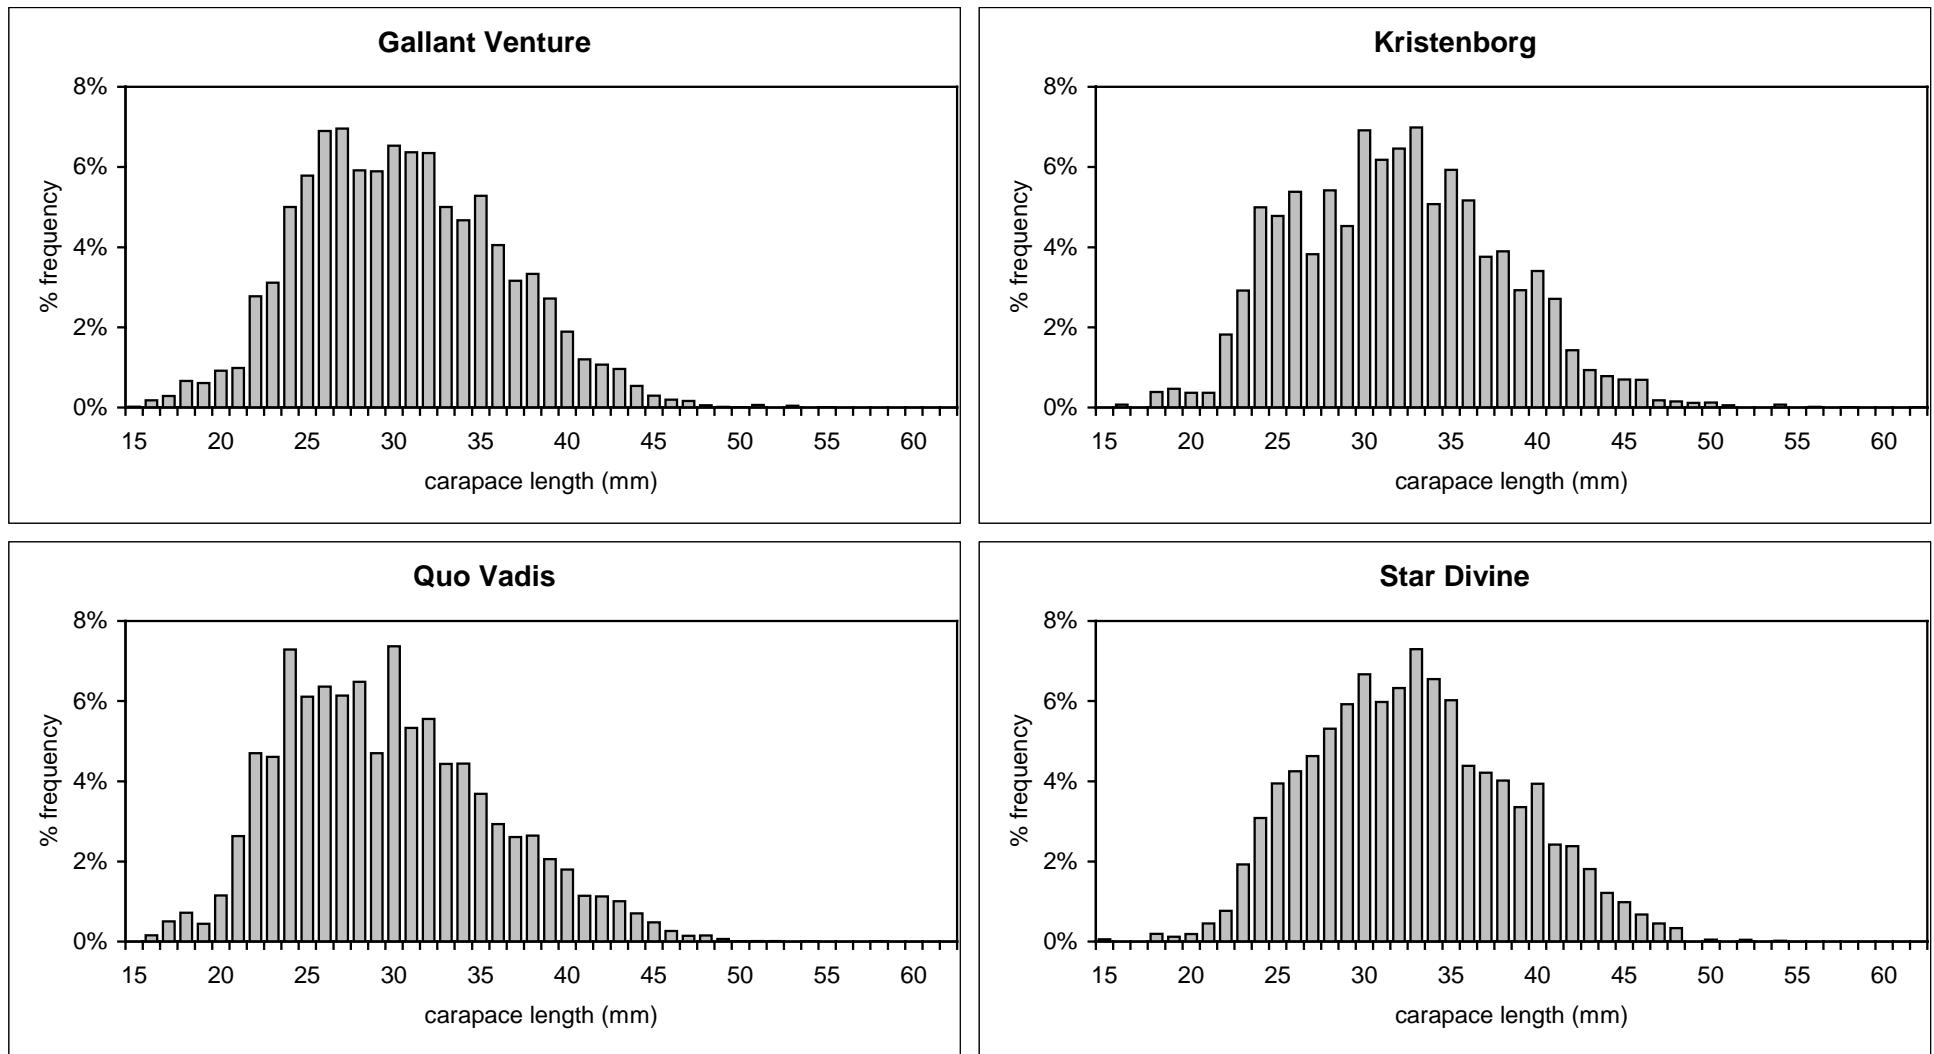 Gallant Venture
8%
6%
4%
2%
0%
% frequency
15 20 25 30 35 40 45 50 55 60
carapace length (mm)
Kristenborg
8%
6%
4%
2%
0%
% frequency
15 20 25 30 35 40 45 50 55 60
carapace length (mm)
Quo Vadis
8%
6%
4%
2%
0%
% frequency
15 20 25 30 35 40 45 50 55 60
carapace length (mm)
Star Divine
8%
6%
4%
2%
0%
% frequency
15 20 25 30 35 40 45 50 55 60
carapace length (mm)